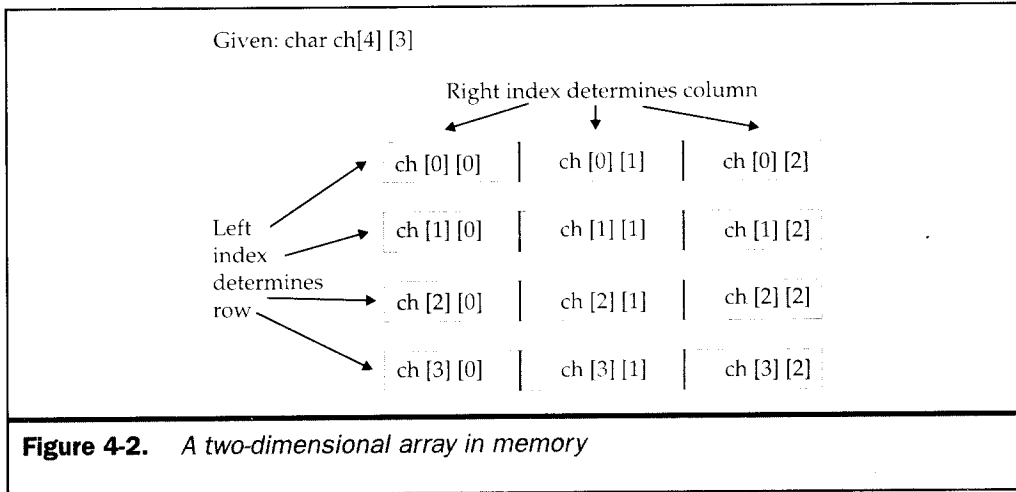 Given: char ch[4] [3]
Right index determines column
ch [0] [0] ch [0] [1] ch [0] [2]
Left
index
determines
row
ch [1] [0] ch [1] [1] ch [1] [2]
ch [2] [0] ch [2] [1] ch [2] [2]
ch [3] [0] ch [3] [1] ch [3] [2]
Figure 4-2. A two-dimensional array in memory